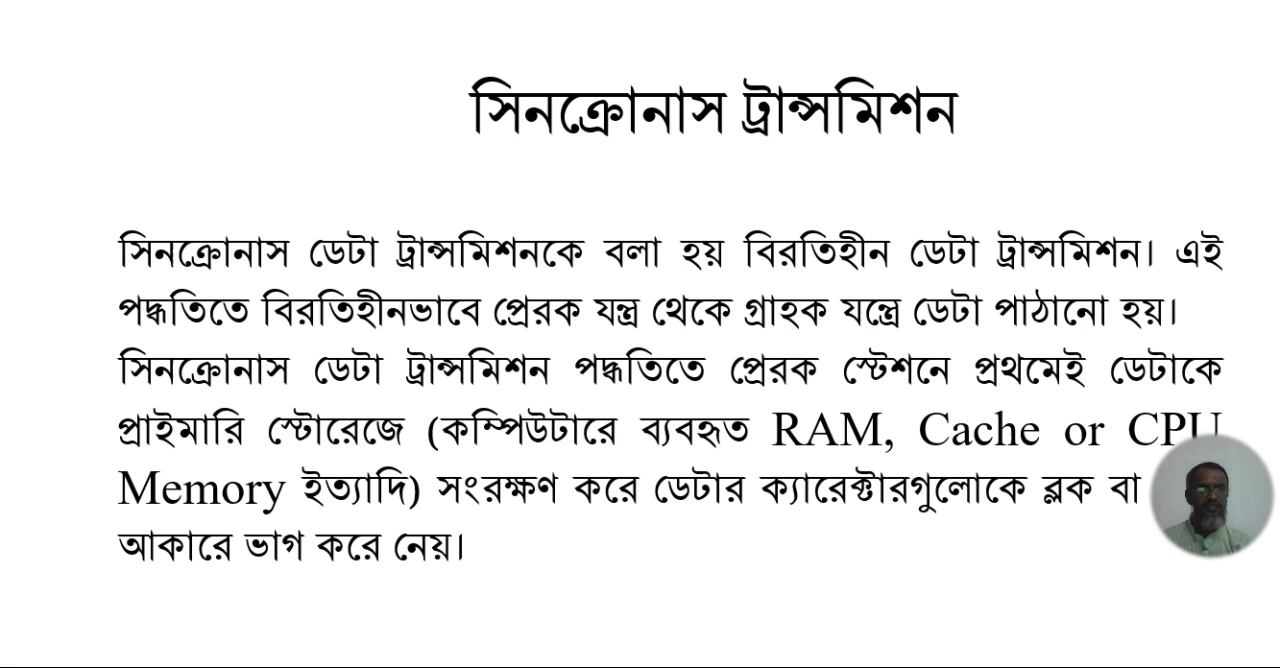 সিনক্রোনাস ট্রান্সমিশন
সিনক্রোনাস ডেটা ট্রান্সমিশনকে বলা হয় বিরতিহীন ডেটা ট্রান্সমিশন। এই
পদ্ধতিতে বিরতিহীনভাবে প্রেরক যন্ত্র থেকে গ্রাহক যন্ত্রে ডেটা পাঠানো হয়।
সিনক্রোনাস ডেটা ট্রান্সমিশন পদ্ধতিতে প্রেরক স্টেশনে প্রথমেই ডেটাকে
প্রাইমারি স্টোরেজে (কম্পিউটারে ব্যবহৃত RAM, Cache or CPU
Memory ইত্যাদি) সংরক্ষণ করে ডেটার ক্যারেক্টারগুলোকে ব্লক বা
আকারে ভাগ করে নেয়।